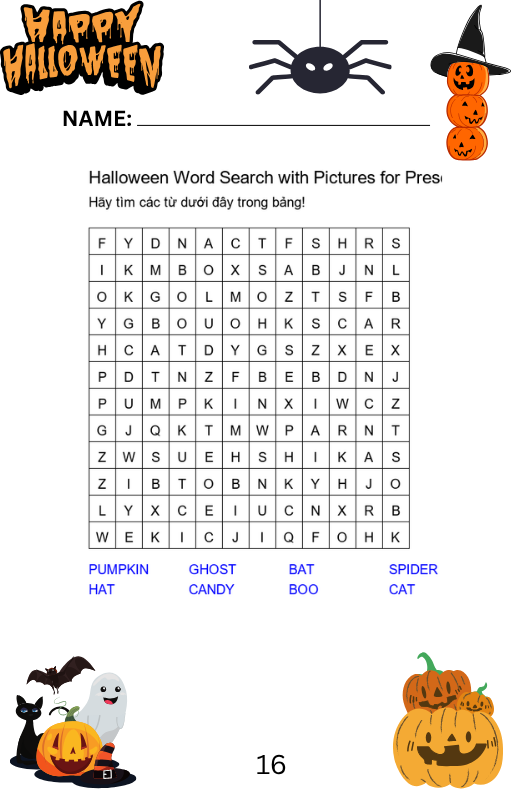 HAPPY
HALLOWEEN
NAME:
Halloween Word Search with Pictures for Pres
Hãy tìm các từ dưới đây trong bảng!
F Y D N A C T F S H R S
I K M B O X S A B J N L
O K G O L M O Z T S F B
Y G B O U O H K S C A R
H C A T D Y G S Z X E X
P D T N Z F B E B D N J
P U M P K I N X I W C Z
G J Q K T M W P A R N T
Z W S U E H S H I K A S
Z I B T O B N K Y H J O
L Y X C E I U C N X R B
W E K I C J I Q F O H K
PUMPKIN GHOST BAT SPIDER
HAT CANDY BOO CAT
16